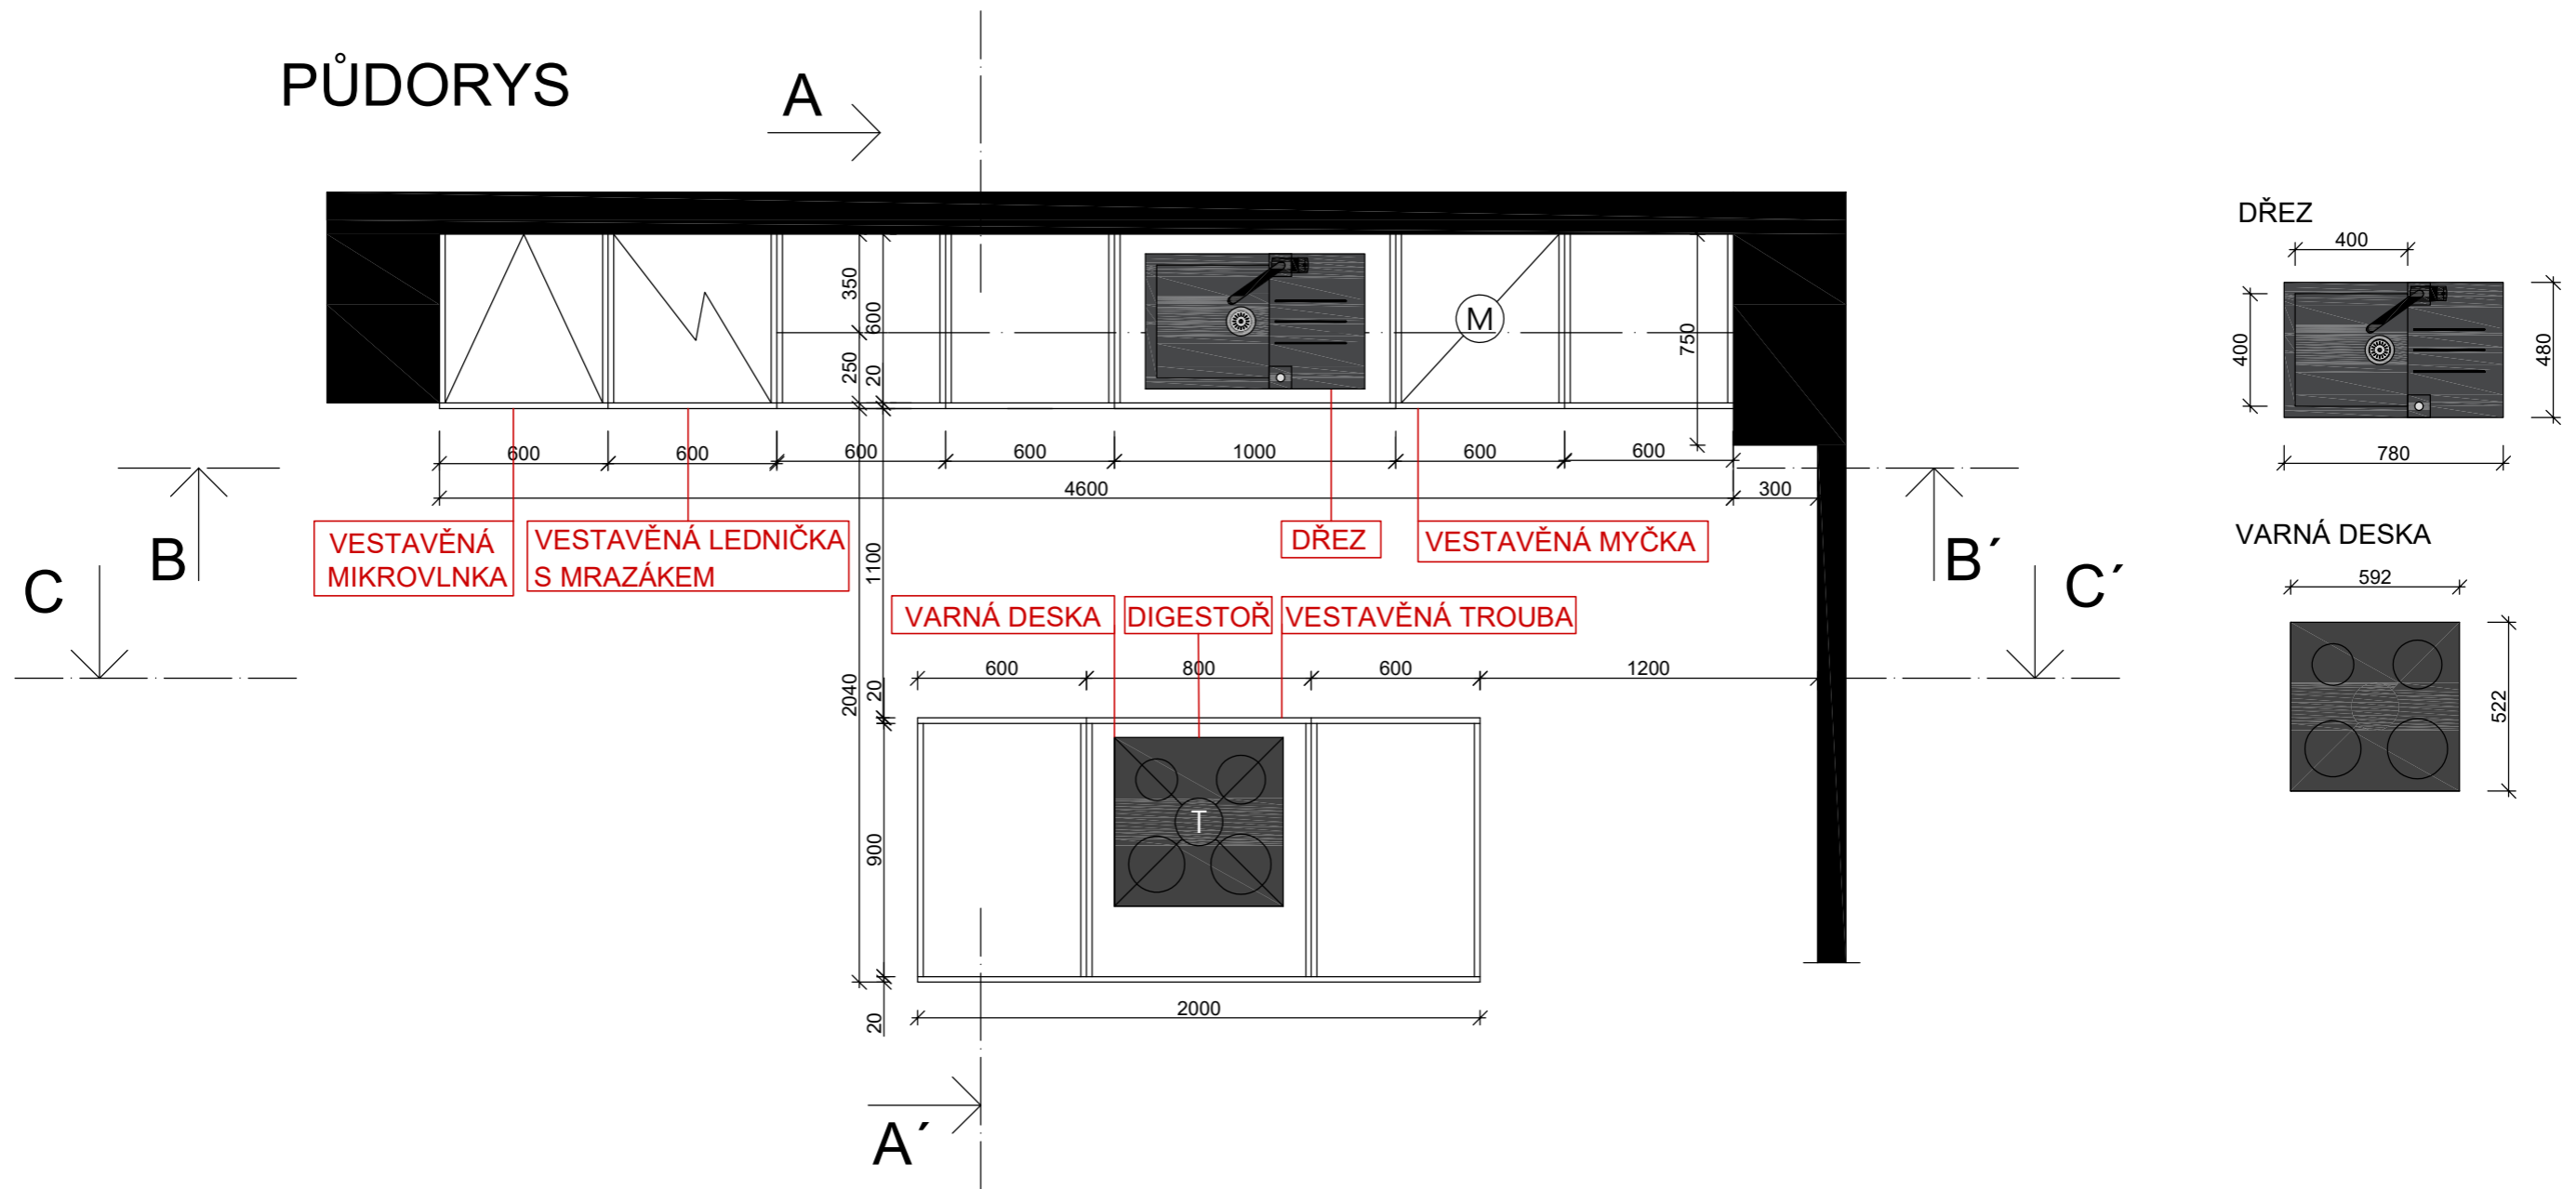 PŮDORYS
A
DŘEZ
400
400
480
780
350
600
250
20
750
M
600
600
600
600
1000
600
600
4600
300
VESTAVĚNÁ
MIKROVLNKA
VESTAVĚNÁ LEDNIČKA
S MRAZÁKEM
DŘEZ
VESTAVĚNÁ MYČKA
B
B´
C
C´
1100
VARNÁ DESKA
DIGESTOŘ
VESTAVĚNÁ TROUBA
VARNÁ DESKA
592
522
600
800
600
1200
2040
20
T
900
20
2000
A´